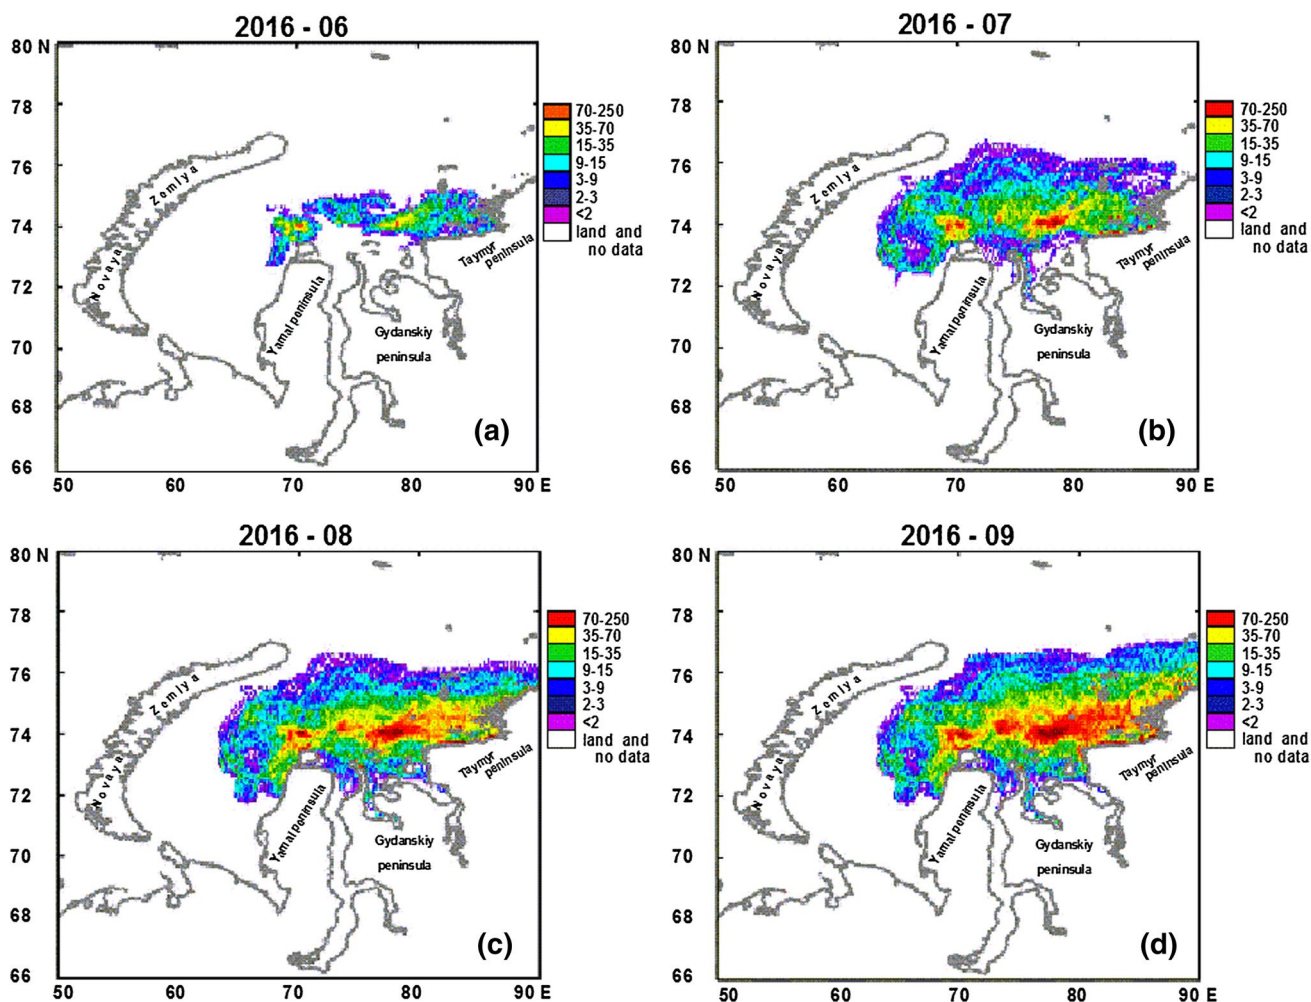 2016 - 06
80 N
78
76
74
72
70
68
66
50
60
70
80
90 E
70-250
35-70
15-35
9-15
3-9
2-3
<2
land and
no data
Novaya Zemlya
Yamal peninsula
Gydanskiy
peninsula
Taymyr
peninsula
(a)
2016 - 07
80 N
78
76
74
72
70
68
66
50
60
70
80
90 E
70-250
35-70
15-35
9-15
3-9
2-3
<2
land and
no data
Novaya Zemlya
Yamal peninsula
Gydanskiy
peninsula
Taymyr
peninsula
(b)
2016 - 08
80 N
78
76
74
72
70
68
66
50
60
70
80
90 E
70-250
35-70
15-35
9-15
3-9
2-3
<2
land and
no data
Novaya Zemlya
Yamal peninsula
Gydanskiy
peninsula
Taymyr
peninsula
(c)
2016 - 09
80 N
78
76
74
72
70
68
66
50
60
70
80
90 E
70-250
35-70
15-35
9-15
3-9
2-3
<2
land and
no data
Novaya Zemlya
Yamal peninsula
Gydanskiy
peninsula
Taymyr
peninsula
(d)